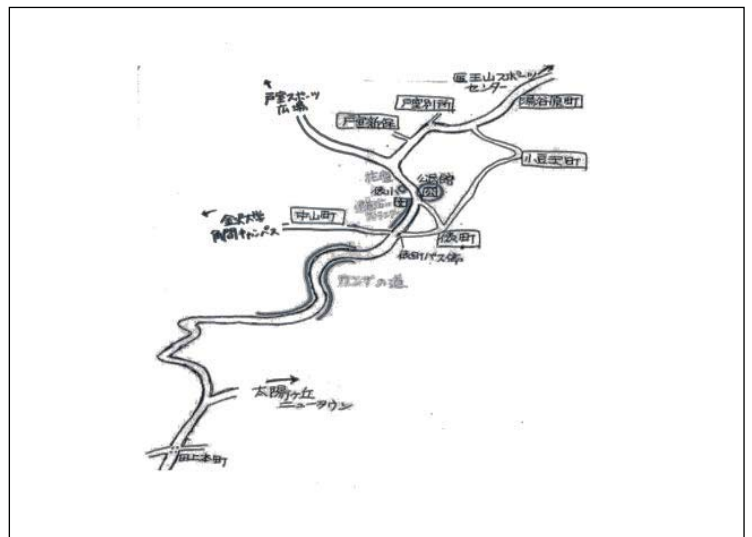 医王山スポーツ
センター
戸室スポーツ
広場
戸室別所
湯谷原町
戸室新保
小豆沢町
公民館
俵小
中山町
金沢大学
角間キャンパス
俵町
俵町バス停
カンナの道
太陽ヶ丘
ニュータウン
田上本町